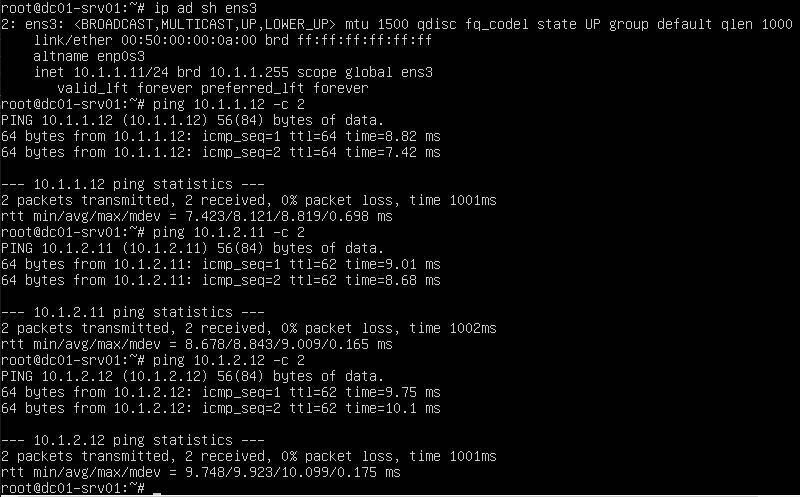 root@dc01-srv01:~# ip ad sh ens3
2: ens3: <BROADCAST,MULTICAST,UP,LOWER_UP> mtu 1500 qdisc fq_codel state UP group default qlen 1000
    link/ether 00:50:00:00:0a:00 brd ff:ff:ff:ff:ff:ff
    altname enp0s3
    inet 10.1.1.11/24 brd 10.1.1.255 scope global ens3
       valid_lft forever preferred_lft forever
root@dc01-srv01:~# ping 10.1.1.12 -c 2
PING 10.1.1.12 (10.1.1.12) 56(84) bytes of data.
64 bytes from 10.1.1.12: icmp_seq=1 ttl=64 time=8.82 ms
64 bytes from 10.1.1.12: icmp_seq=2 ttl=64 time=7.42 ms

--- 10.1.1.12 ping statistics ---
2 packets transmitted, 2 received, 0% packet loss, time 1001ms
rtt min/avg/max/mdev = 7.423/8.121/8.819/0.698 ms
root@dc01-srv01:~# ping 10.1.2.11 -c 2
PING 10.1.2.11 (10.1.2.11) 56(84) bytes of data.
64 bytes from 10.1.2.11: icmp_seq=1 ttl=62 time=9.01 ms
64 bytes from 10.1.2.11: icmp_seq=2 ttl=62 time=8.68 ms

--- 10.1.2.11 ping statistics ---
2 packets transmitted, 2 received, 0% packet loss, time 1002ms
rtt min/avg/max/mdev = 8.678/8.843/9.009/0.165 ms
root@dc01-srv01:~# ping 10.1.2.12 -c 2
PING 10.1.2.12 (10.1.2.12) 56(84) bytes of data.
64 bytes from 10.1.2.12: icmp_seq=1 ttl=62 time=9.75 ms
64 bytes from 10.1.2.12: icmp_seq=2 ttl=62 time=10.1 ms

--- 10.1.2.12 ping statistics ---
2 packets transmitted, 2 received, 0% packet loss, time 1001ms
rtt min/avg/max/mdev = 9.748/9.923/10.099/0.175 ms
root@dc01-srv01:~# _